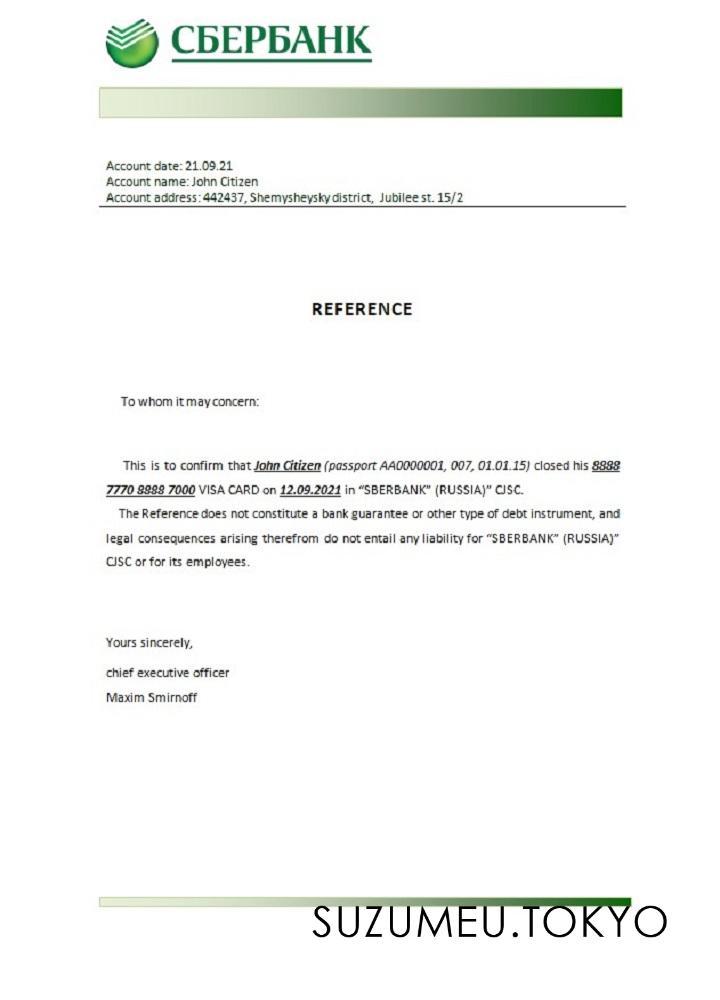 СБЕРБАНК
Account date: 21.09.21
Account name: John Citizen
Account address: 442437, Shemysheysky district, Jubilee st. 15/2
REFERENCE
To whom it may concern:
This is to confirm that John Citizen (passport AA0000001, 007, 01.01.15) closed his 8888
7770 8888 7000 VISA CARD on 12.09.2021 in “SBERBANK” (RUSSIA)” CJSC.
The Reference does not constitute a bank guarantee or other type of debt instrument, and
legal consequences arising therefrom do not entail any liability for “SBERBANK” (RUSSIA)”
CJSC or for its employees.
Yours sincerely,
chief executive officer
Maxim Smirnoff
SUZUMEU.TOKYO